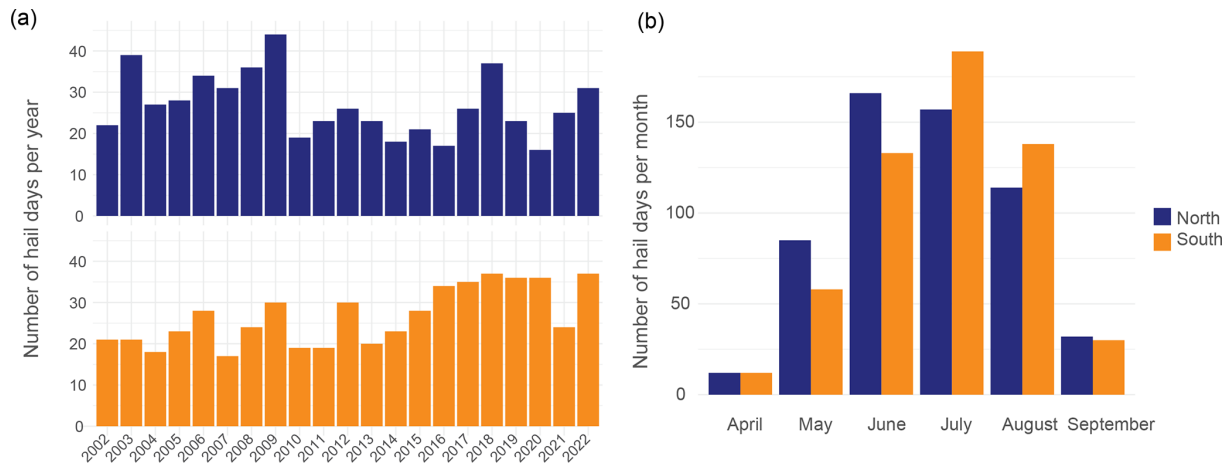 (a)
Number of hail days per year
40
30
20
10
0
40
30
20
10
0
2002 2003 2004 2005 2006 2007 2008 2009 2010 2011 2012 2013 2014 2015 2016 2017 2018 2019 2020 2021 2022
(b)
Number of hail days per month
150
100
50
0
April May June July August September
North
South